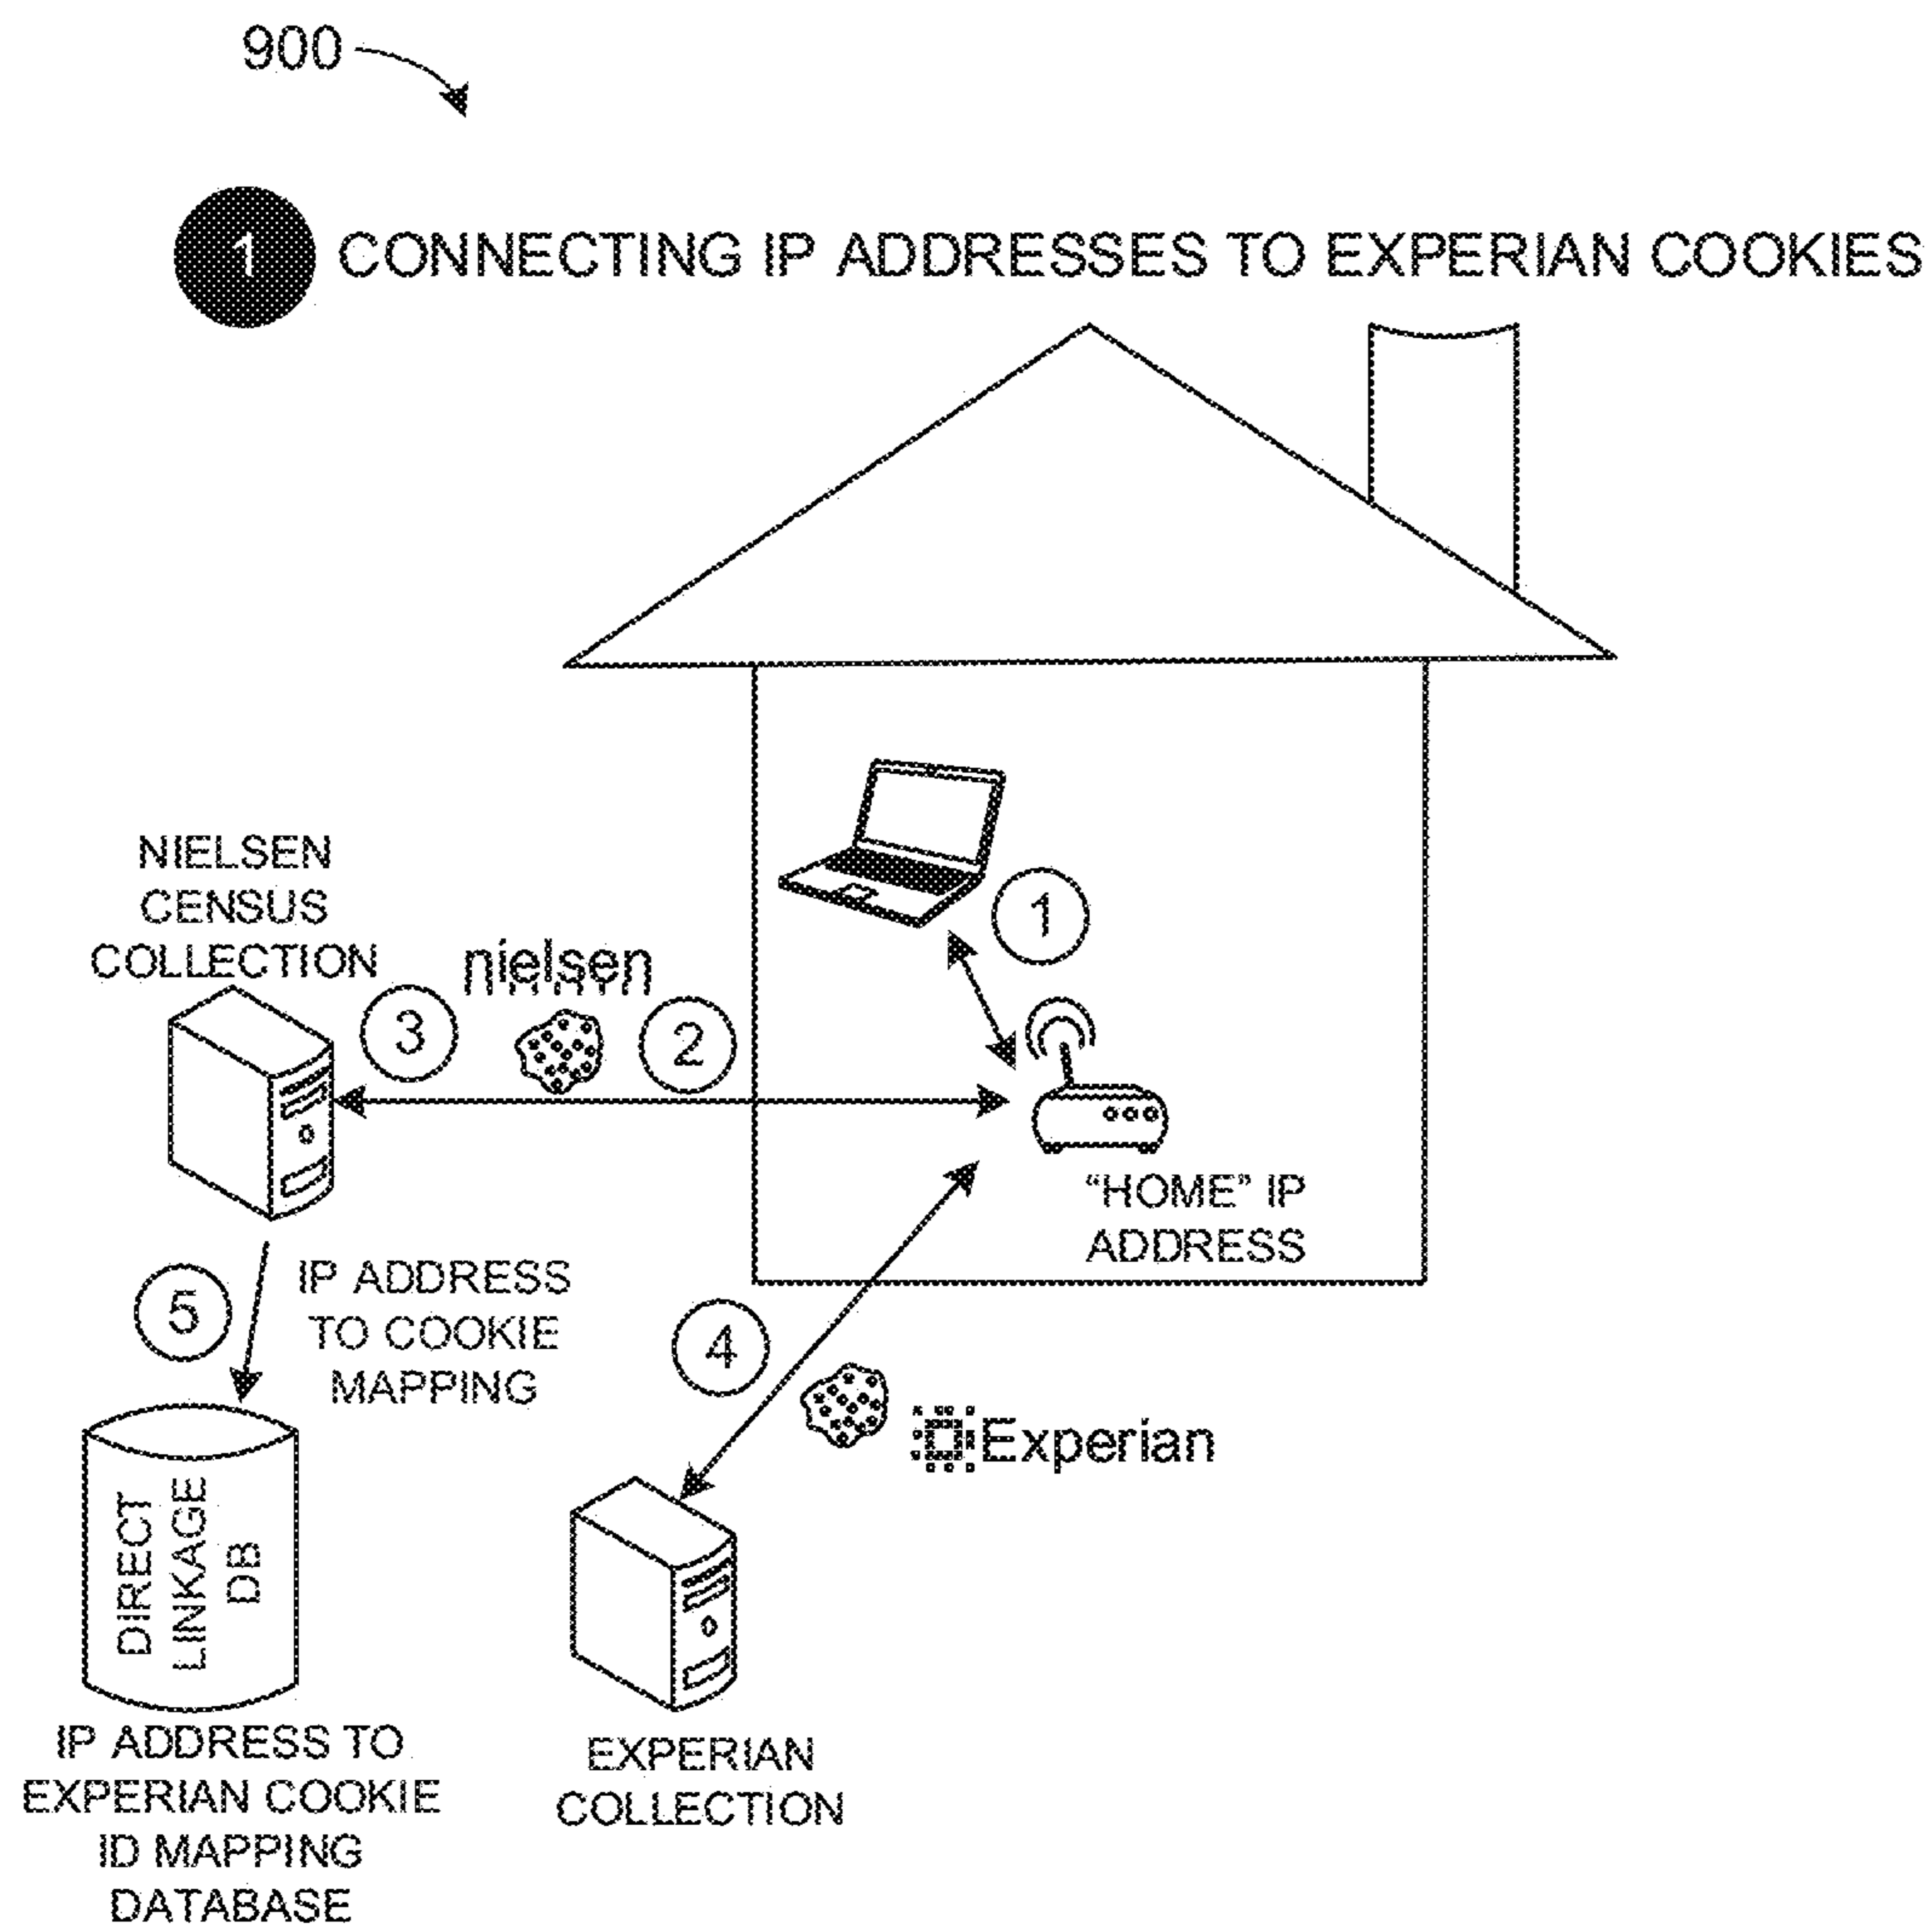 900
1 CONNECTING IP ADDRESSES TO EXPERIAN COOKIES
1
NIELSEN
CENSUS
COLLECTION
nielsen
3
2
"HOME" IP
ADDRESS
5
IP ADDRESS
TO COOKIE
MAPPING
4
Experian
DIRECT
LINKAGE
DB
IP ADDRESS TO
EXPERIAN COOKIE
ID MAPPING
DATABASE
EXPERIAN
COLLECTION